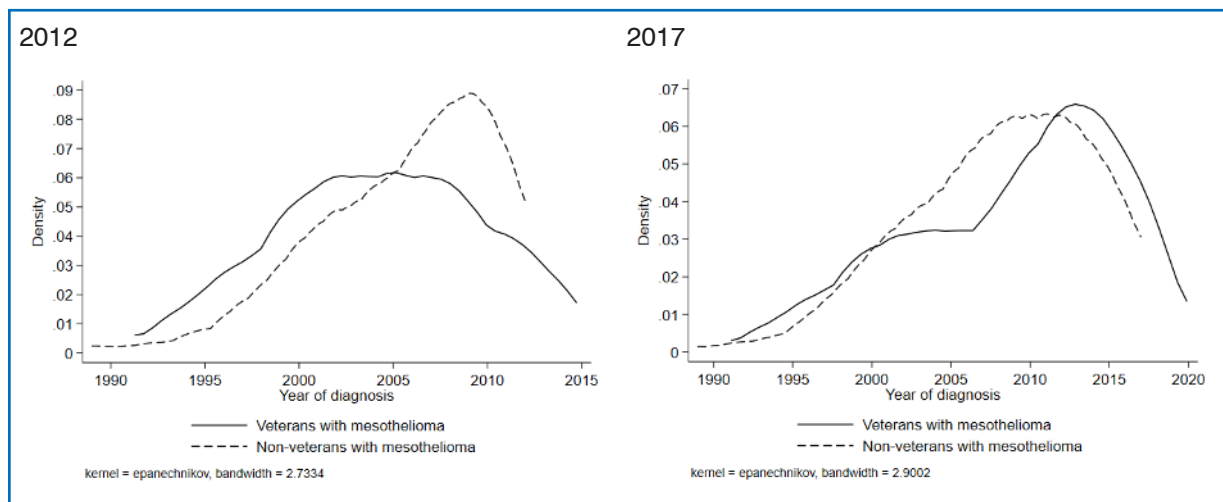 2012
.09
.08
.07
.06
.05
.04
.03
.02
.01
0
Density
1990 1995 2000 2005 2010 2015
Year of diagnosis
Veterans with mesothelioma
Non-veterans with mesothelioma
kernel = epanechnikov, bandwidth = 2.7334
2017
.07
.06
.05
.04
.03
.02
.01
0
Density
1990 1995 2000 2005 2010 2015 2020
Year of diagnosis
Veterans with mesothelioma
Non-veterans with mesothelioma
kernel = epanechnikov, bandwidth = 2.9002